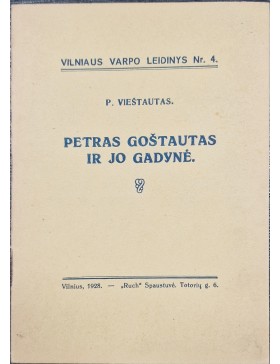 VILNIAUS VARPO LEIDINYS Nr. 4.
P. VIEŠTAUTAS.
PETRAS GOŠTAUTAS
IR JO GADYNĖ.
Vilnius, 1928. — „Ruch" Spaustuvė, Totorių g. 6.